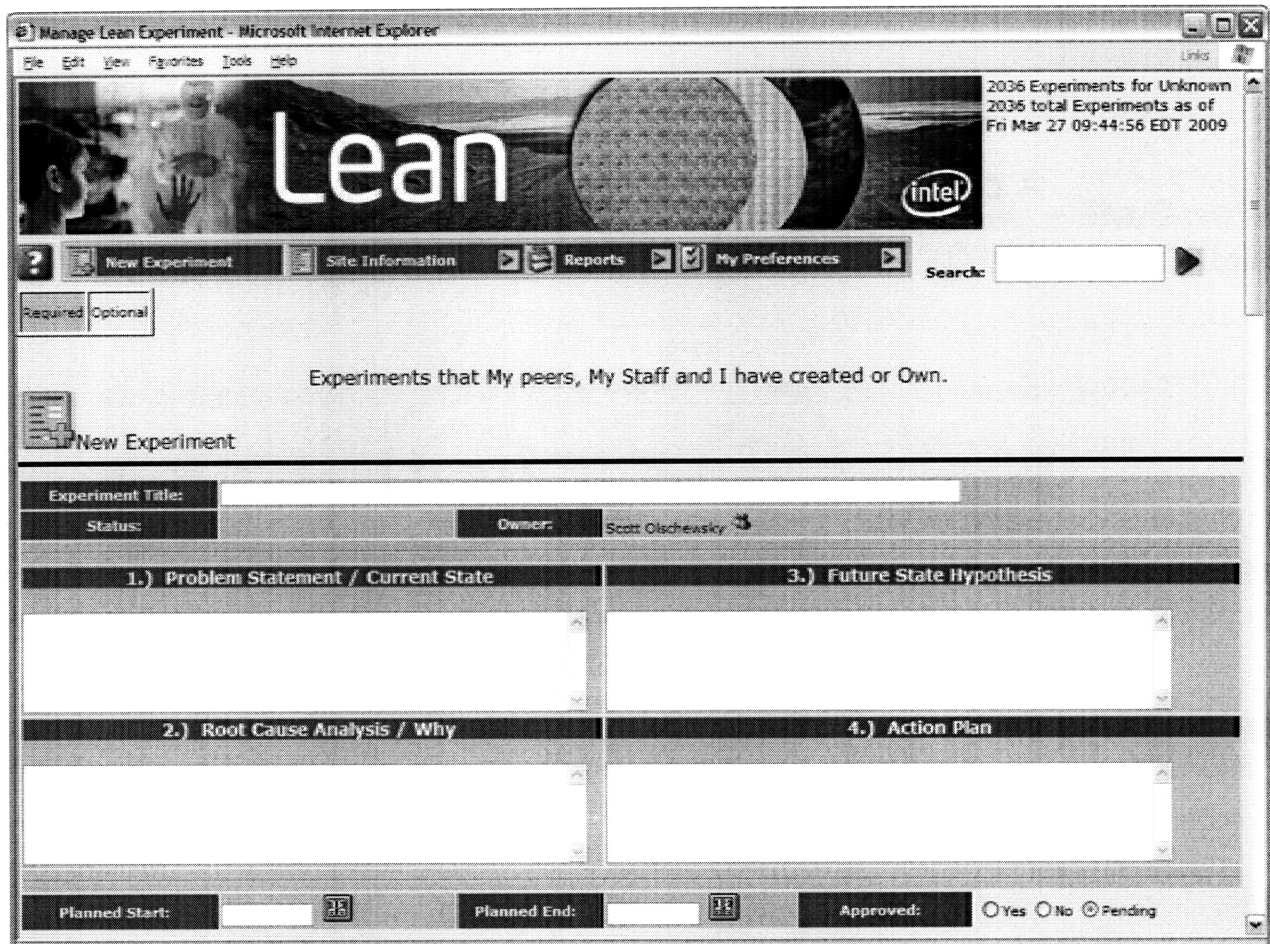 Manage Lean Experiment - Microsoft Internet Explorer
File Edit View Favorites Tools Help
Links
Lean
intel
2036 Experiments for Unknown
2036 total Experiments as of
Fri Mar 27 09:44:56 EDT 2009
? New Experiment Site Information > Reports > My Preferences > Search:
Required Optional
Experiments that My peers, My Staff and I have created or Own.
New Experiment
Experiment Title:
Status: Owner: Scott Olschewsky
1.) Problem Statement / Current State 3.) Future State Hypothesis
2.) Root Cause Analysis / Why 4.) Action Plan
Planned Start: Planned End: Approved: Yes No Pending